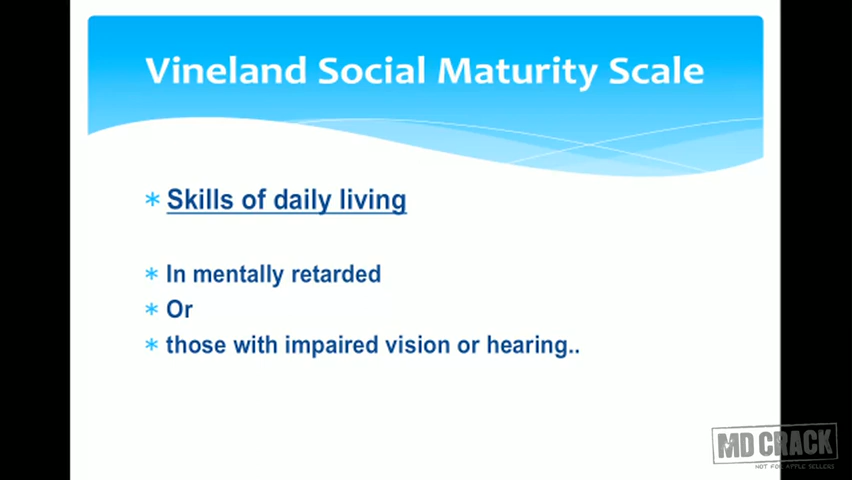 Vineland Social Maturity Scale
* Skills of daily living
* In mentally retarded
* Or
* those with impaired vision or hearing..
MD CRACK
NOT FOR APPLE SELLERS